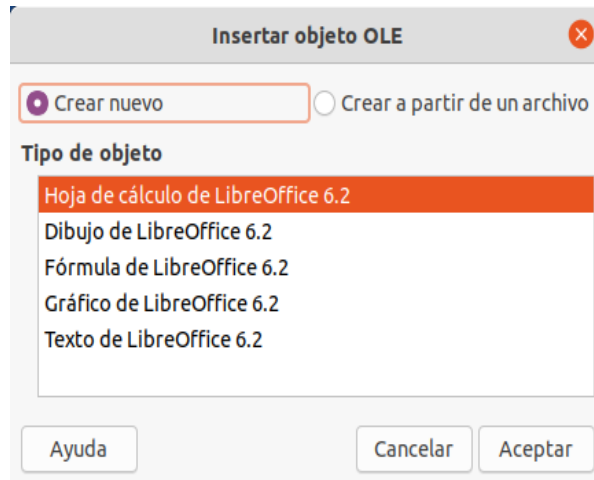 Insertar objeto OLE
Crear nuevo Crear a partir de un archivo
Tipo de objeto
Hoja de cálculo de LibreOffice 6.2
Dibujo de LibreOffice 6.2
Fórmula de LibreOffice 6.2
Gráfico de LibreOffice 6.2
Texto de LibreOffice 6.2
Ayuda Cancelar Aceptar